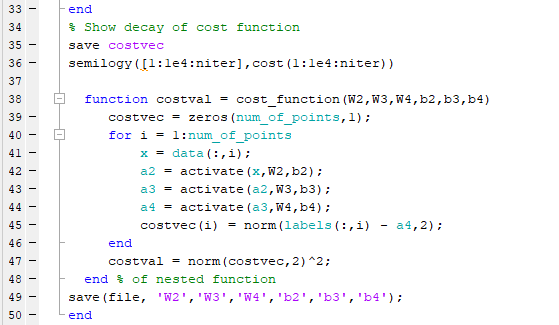 33 − end
34 % Show decay of cost function
35 − save costvec
36 − semilogy([1:1e4:niter],cost(1:1e4:niter))
37
38 function costval = cost_function(W2,W3,W4,b2,b3,b4)
39 − costvec = zeros(num_of_points,1);
40 − for i = 1:num_of_points
41 − x = data(:,i);
42 − a2 = activate(x,W2,b2);
43 − a3 = activate(a2,W3,b3);
44 − a4 = activate(a3,W4,b4);
45 − costvec(i) = norm(labels(:,i) - a4,2);
46 − end
47 − costval = norm(costvec,2)^2;
48 − end % of nested function
49 − save(file, 'W2','W3','W4','b2','b3','b4');
50 − end